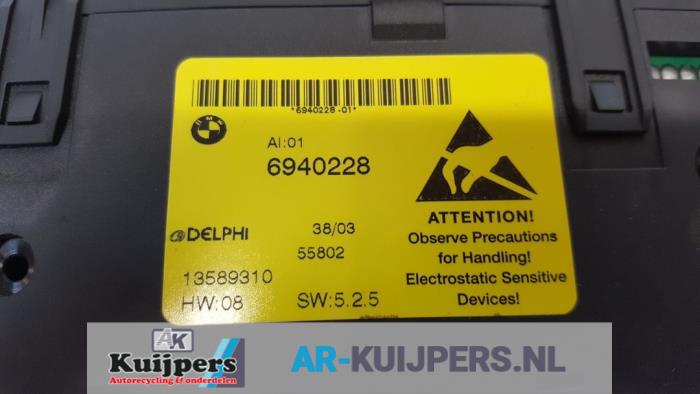 *6940228-01*
BMW
AI:01
6940228
DELPHI
38/03
55802
13589310
HW:08
SW:5.2.5
ATTENTION!
Observe Precautions
for Handling!
Electrostatic Sensitive
Devices!
AK
Kuijpers
Autorecycling & onderdelen
AR-KUIJPERS.NL